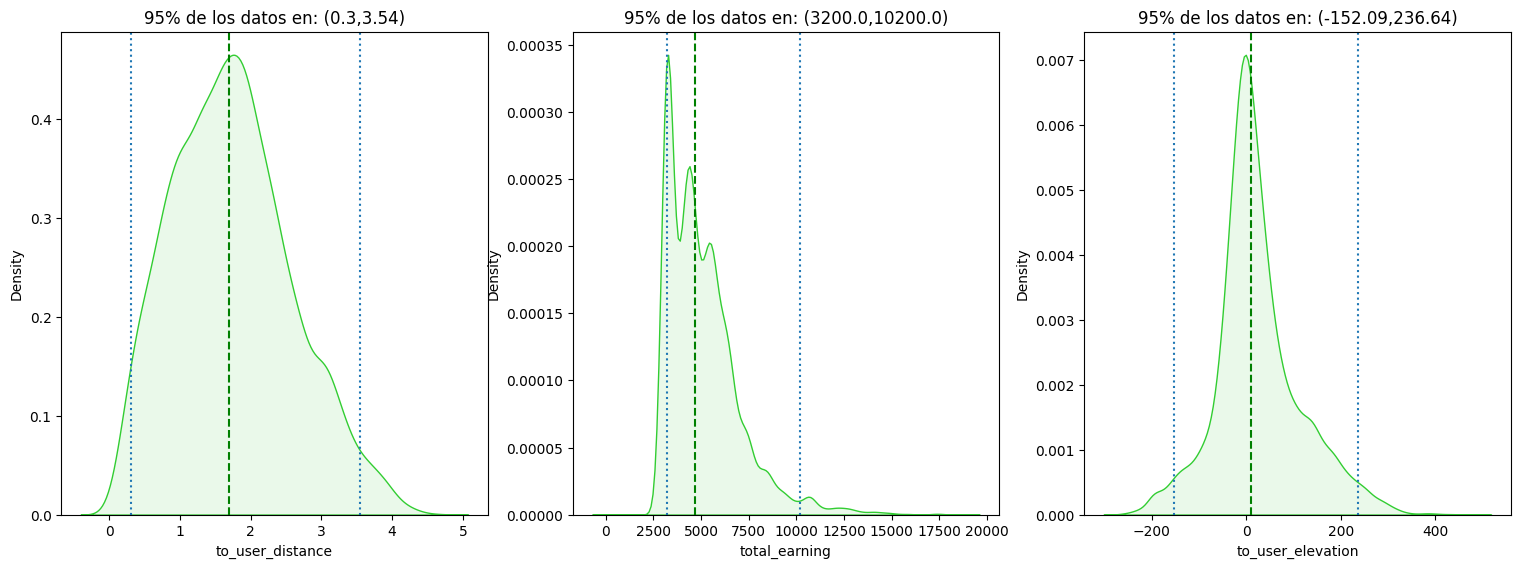 95% de los datos en: (0.3,3.54)
Density
0.4
0.3
0.2
0.1
0.0
0 1 2 3 4 5
to_user_distance
95% de los datos en: (3200.0,10200.0)
Density
0.00035
0.00030
0.00025
0.00020
0.00015
0.00010
0.00005
0.00000
0 2500 5000 7500 10000 12500 15000 17500 20000
total_earning
95% de los datos en: (-152.09,236.64)
Density
0.007
0.006
0.005
0.004
0.003
0.002
0.001
0.000
−200 0 200 400
to_user_elevation